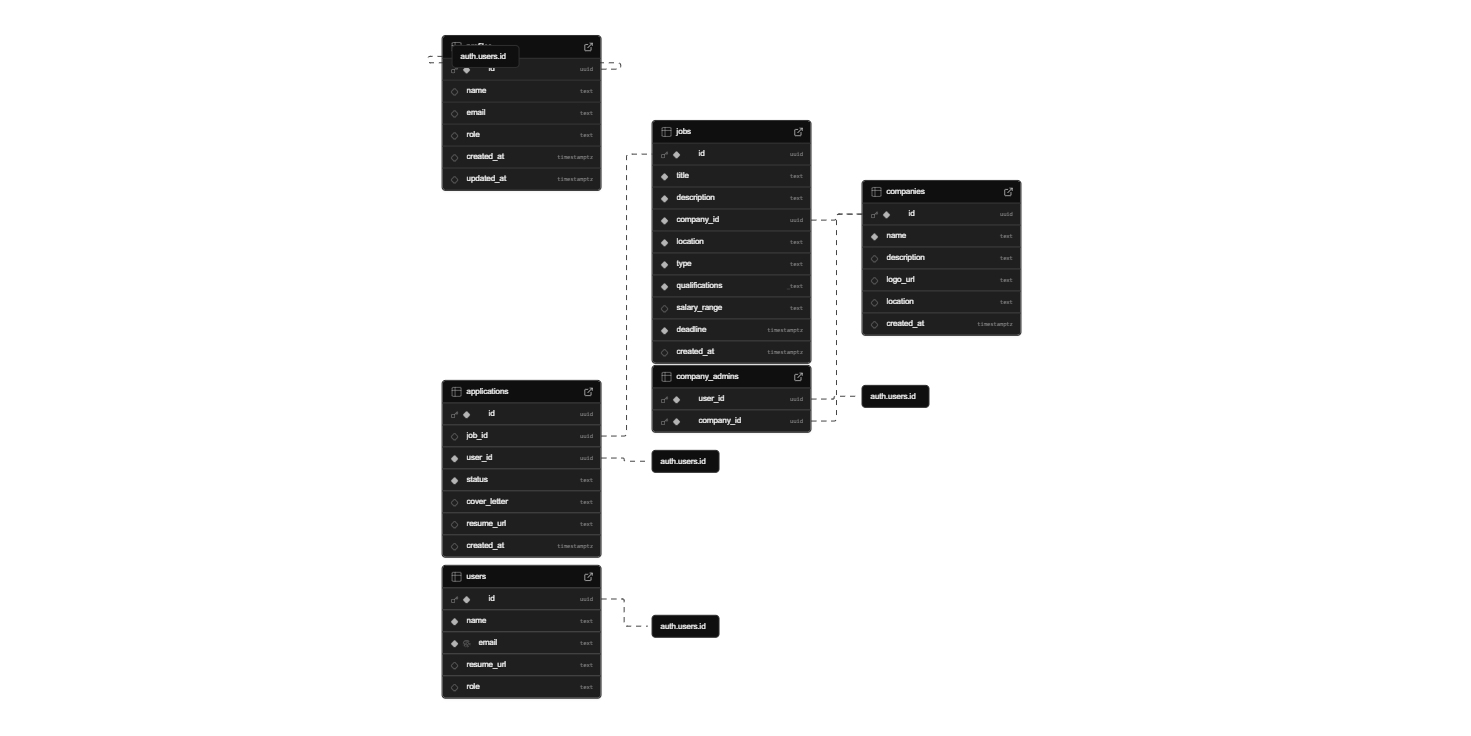 auth.users.id
id uuid
name text
email text
role text
created_at timestamptz
updated_at timestamptz
jobs
id uuid
title text
description text
company_id uuid
location text
type text
qualifications _text
salary_range text
deadline timestamptz
created_at timestamptz
companies
id uuid
name text
description text
logo_url text
location text
created_at timestamptz
company_admins
user_id uuid
company_id uuid
auth.users.id
applications
id uuid
job_id uuid
user_id uuid
status text
cover_letter text
resume_url text
created_at timestamptz
auth.users.id
users
id uuid
name text
email text
resume_url text
role text
auth.users.id